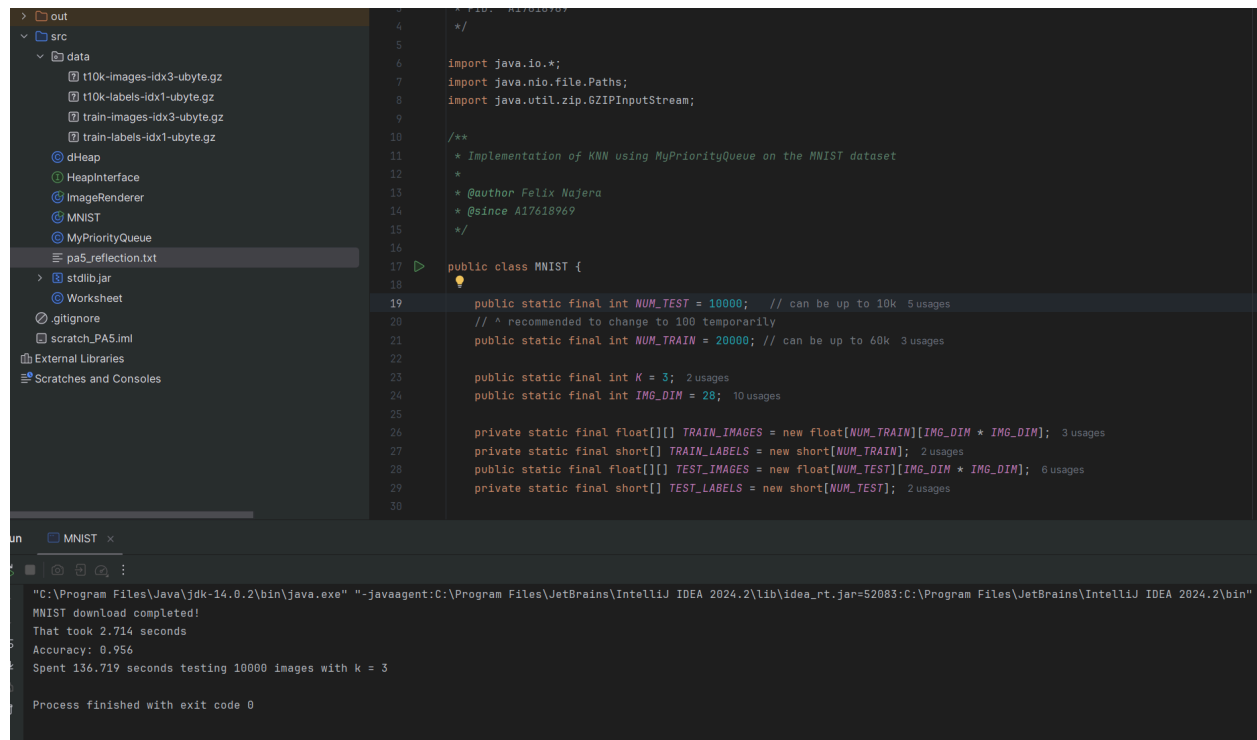 out
src
data
t10k-images-idx3-ubyte.gz
t10k-labels-idx1-ubyte.gz
train-images-idx3-ubyte.gz
train-labels-idx1-ubyte.gz
dHeap
HeapInterface
ImageRenderer
MNIST
MyPriorityQueue
pa5_reflection.txt
stdlib.jar
Worksheet
.gitignore
scratch_PA5.iml
External Libraries
Scratches and Consoles
3 * PID: A17618969
4 */
5
6 import java.io.*;
7 import java.nio.file.Paths;
8 import java.util.zip.GZIPInputStream;
9
10 /**
11 * Implementation of KNN using MyPriorityQueue on the MNIST dataset
12 *
13 * @author Felix Najera
14 * @since A17618969
15 */
16
17 public class MNIST {
18
19 public static final int NUM_TEST = 10000; // can be up to 10k 5 usages
20 // ^ recommended to change to 100 temporarily
21 public static final int NUM_TRAIN = 20000; // can be up to 60k 3 usages
22
23 public static final int K = 3; 2 usages
24 public static final int IMG_DIM = 28; 10 usages
25
26 private static final float[][] TRAIN_IMAGES = new float[NUM_TRAIN][IMG_DIM * IMG_DIM]; 3 usages
27 private static final short[] TRAIN_LABELS = new short[NUM_TRAIN]; 2 usages
28 public static final float[][] TEST_IMAGES = new float[NUM_TEST][IMG_DIM * IMG_DIM]; 6 usages
29 private static final short[] TEST_LABELS = new short[NUM_TEST]; 2 usages
30
un MNIST ×
"C:\Program Files\Java\jdk-14.0.2\bin\java.exe" "-javaagent:C:\Program Files\JetBrains\IntelliJ IDEA 2024.2\lib\idea_rt.jar=52083:C:\Program Files\JetBrains\IntelliJ IDEA 2024.2\bin"
MNIST download completed!
That took 2.714 seconds
Accuracy: 0.956
Spent 136.719 seconds testing 10000 images with k = 3
Process finished with exit code 0